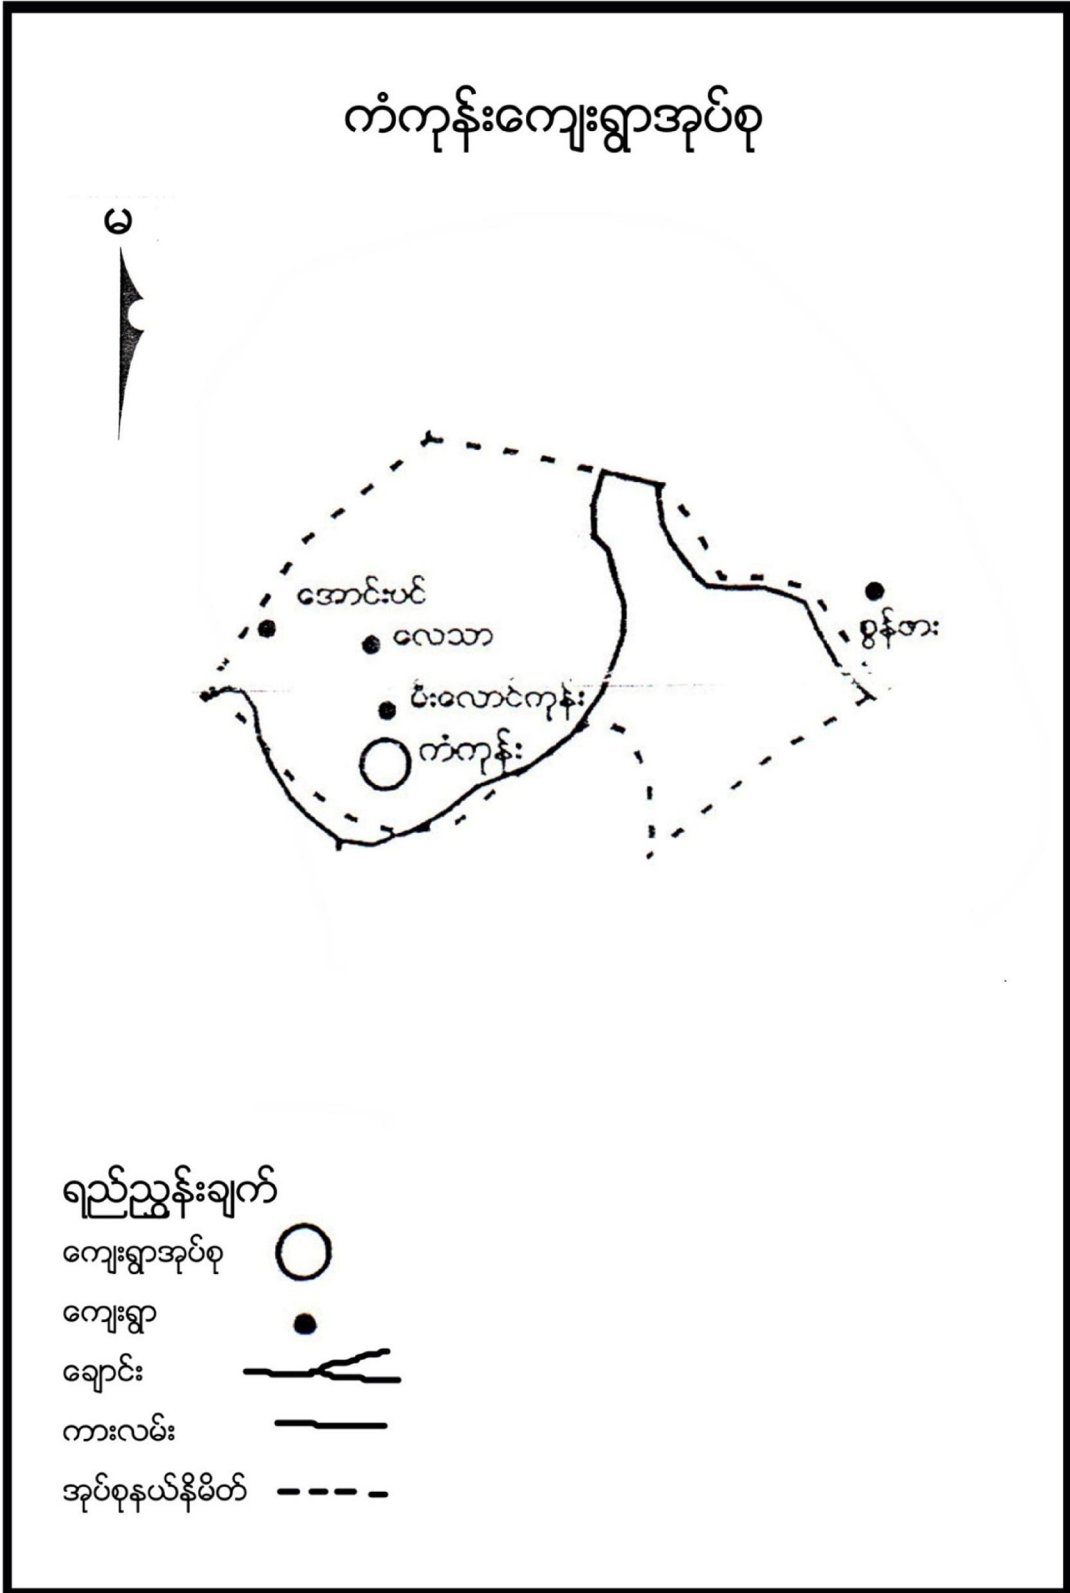 ကံကုန်းကျေးရွာအုပ်စု
မ
အောင်းပင်
လေသာ
မီးလောင်ကုန်း
ကံကုန်း
စွန်ဇား
ရည်ညွှန်းချက်
ကျေးရွာအုပ်စု
ကျေးရွာ
ချောင်း
ကားလမ်း
အုပ်စုနယ်နိမိတ်